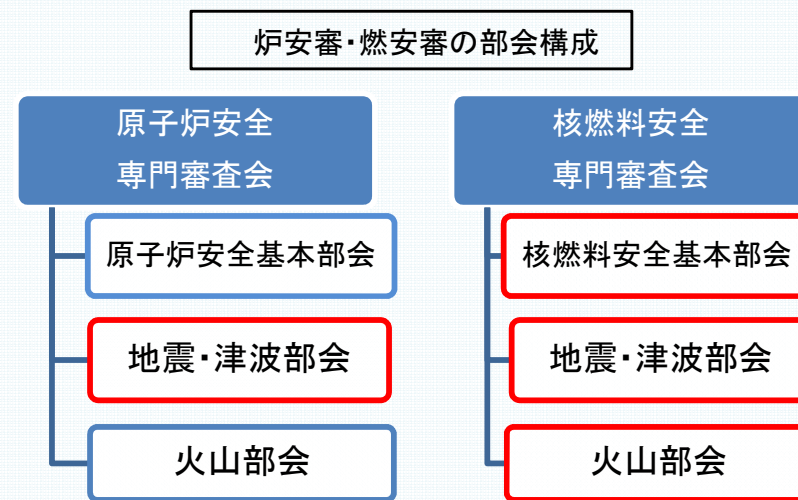 炉安審・燃安審の部会構成
原子炉安全
専門審査会
原子炉安全基本部会
地震・津波部会
火山部会
核燃料安全
専門審査会
核燃料安全基本部会
地震・津波部会
火山部会